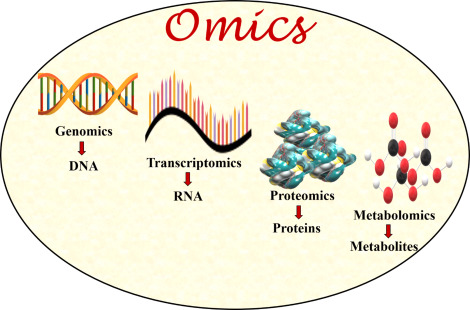 Omics
Genomics
DNA
Transcriptomics
RNA
Proteomics
Proteins
Metabolomics
Metabolites